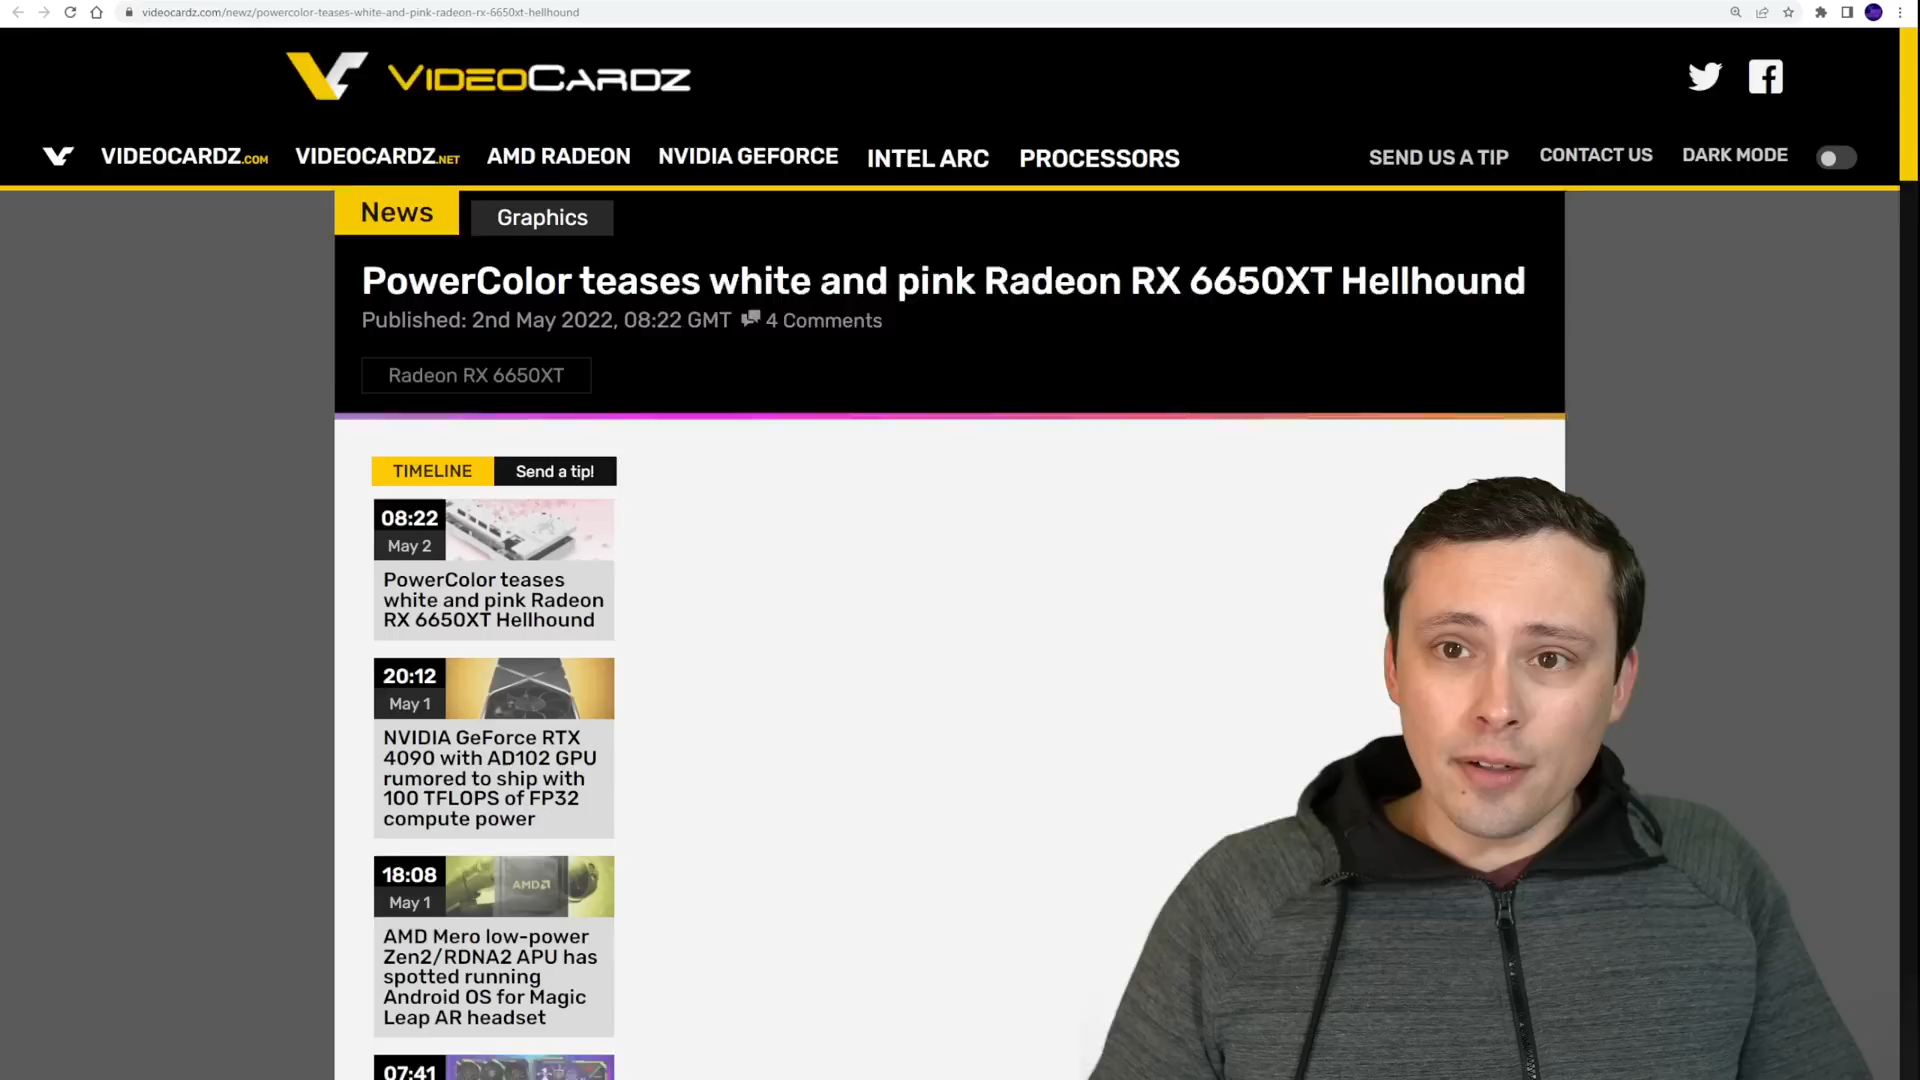 videocardz.com/newz/powercolor-teases-white-and-pink-radeon-rx-6650xt-hellhound
VIDEOCARDZ
VIDEOCARDZ.COM VIDEOCARDZ.NET AMD RADEON NVIDIA GEFORCE INTEL ARC PROCESSORS SEND US A TIP CONTACT US DARK MODE
News Graphics
PowerColor teases white and pink Radeon RX 6650XT Hellhound
Published: 2nd May 2022, 08:22 GMT 4 Comments
Radeon RX 6650XT
TIMELINE Send a tip!
08:22
May 2
PowerColor teases
white and pink Radeon
RX 6650XT Hellhound
20:12
May 1
NVIDIA GeForce RTX
4090 with AD102 GPU
rumored to ship with
100 TFLOPS of FP32
compute power
18:08
May 1
AMD
AMD Mero low-power
Zen2/RDNA2 APU has
spotted running
Android OS for Magic
Leap AR headset
07:41